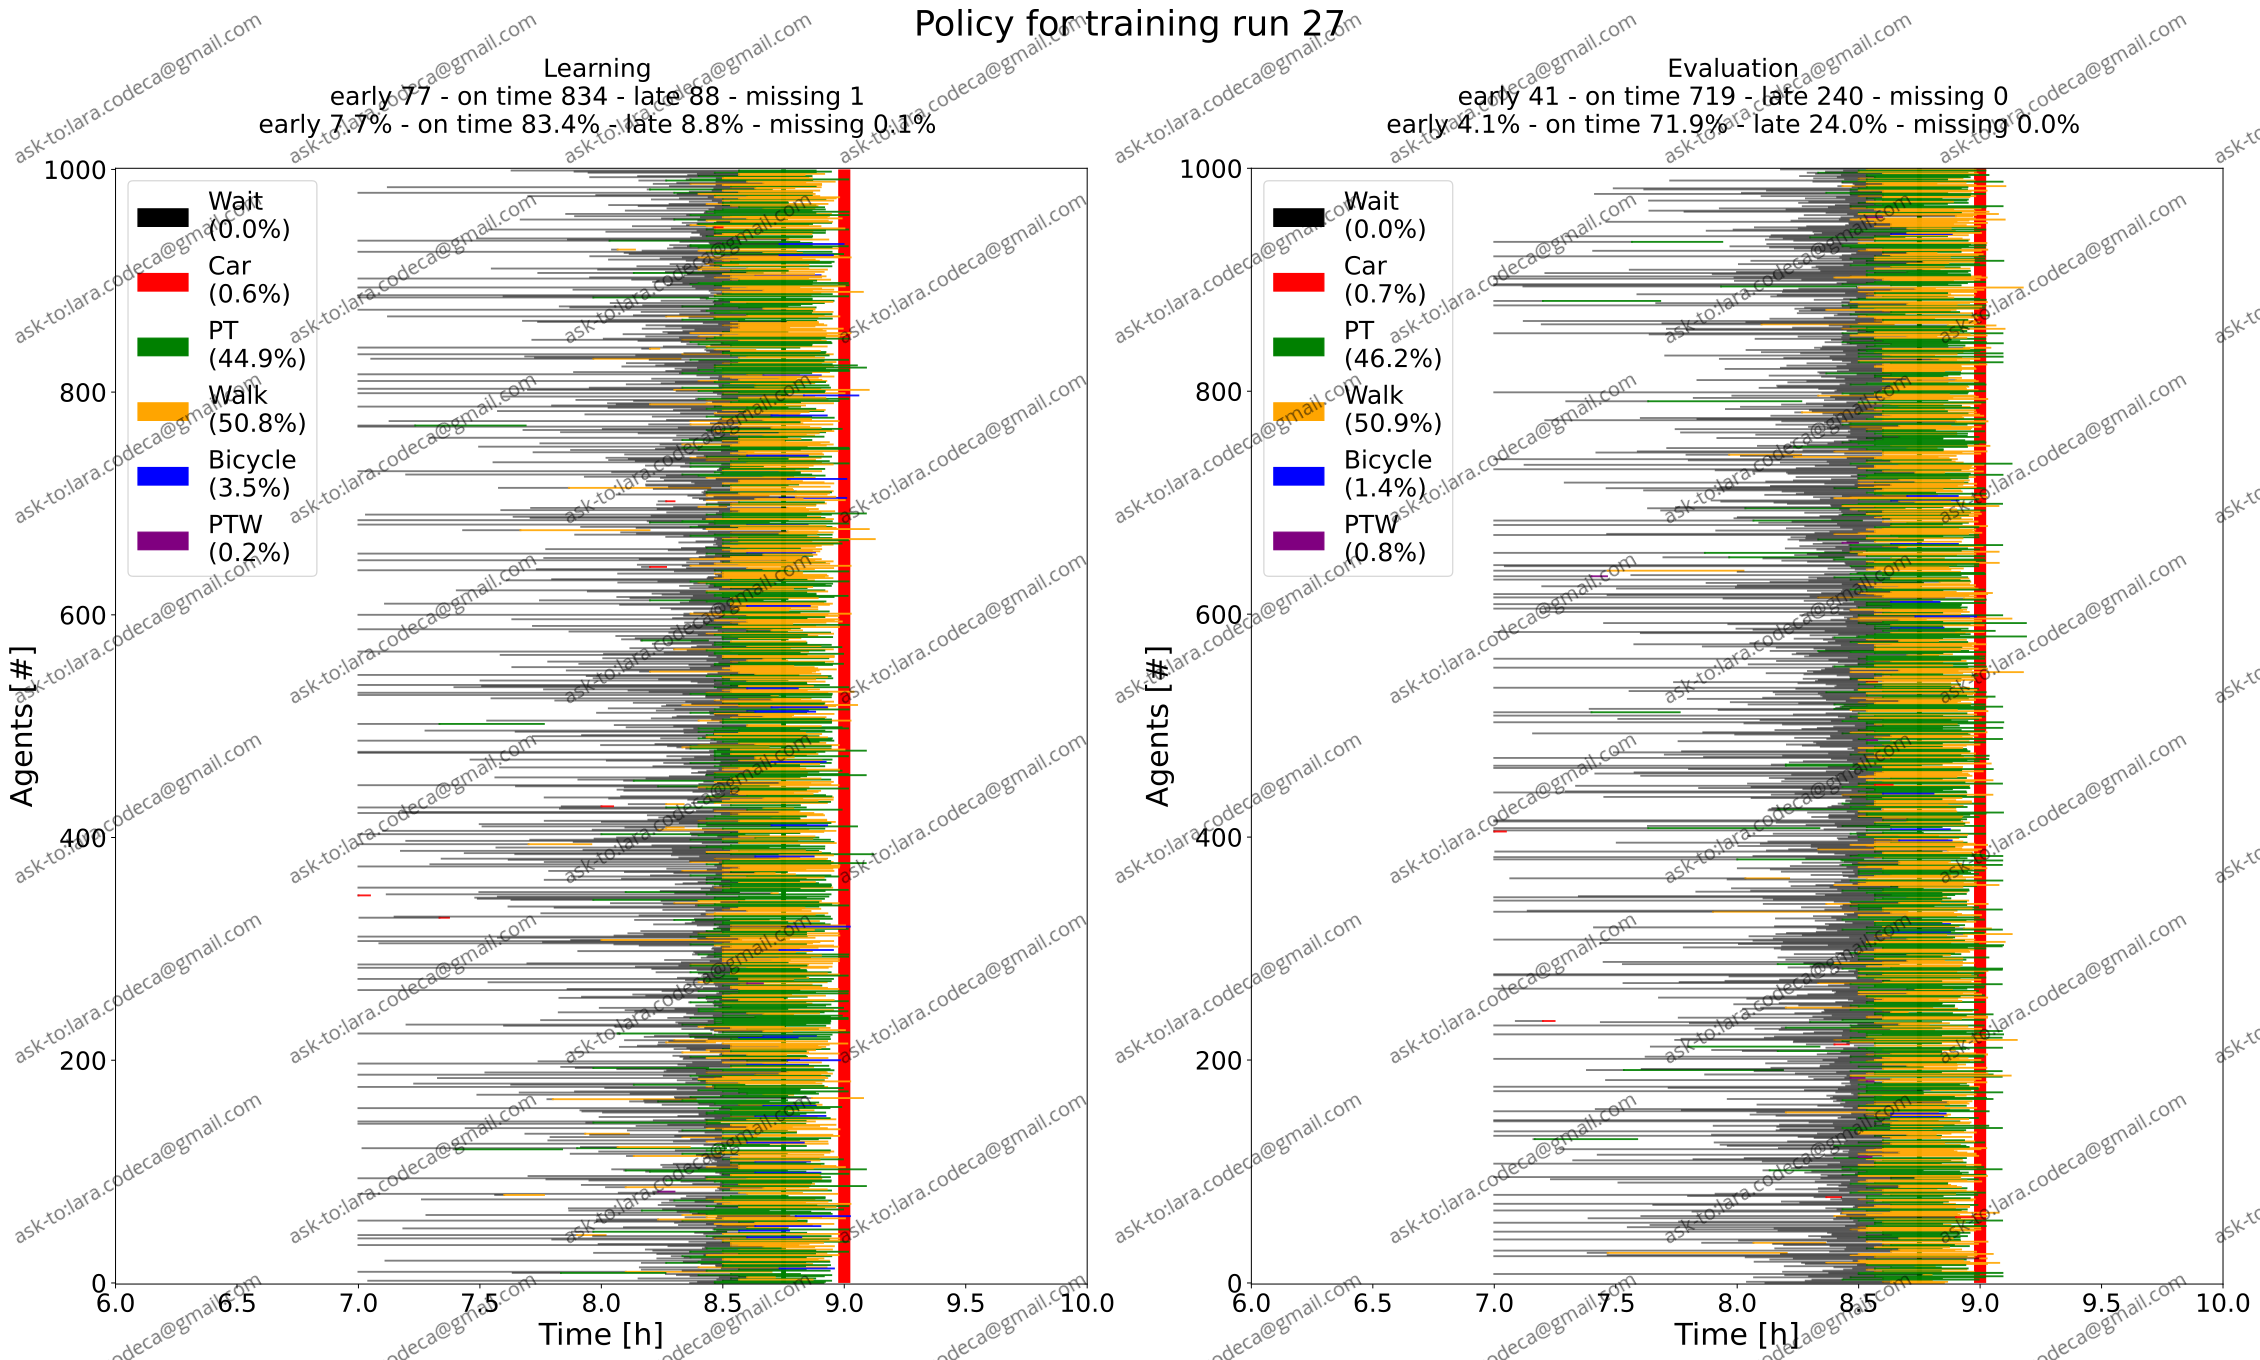 Policy for training run 27
Learning
early 77 - on time 834 - late 88 - missing 1
early 7.7% - on time 83.4% - late 8.8% - missing 0.1%
Agents [#]
1000
800
600
400
200
0
Wait
(0.0%)
Car
(0.6%)
PT
(44.9%)
Walk
(50.8%)
Bicycle
(3.5%)
PTW
(0.2%)
6.0 6.5 7.0 7.5 8.0 8.5 9.0 9.5 10.0
Time [h]
Evaluation
early 41 - on time 719 - late 240 - missing 0
early 4.1% - on time 71.9% - late 24.0% - missing 0.0%
Agents [#]
1000
800
600
400
200
0
Wait
(0.0%)
Car
(0.7%)
PT
(46.2%)
Walk
(50.9%)
Bicycle
(1.4%)
PTW
(0.8%)
6.0 6.5 7.0 7.5 8.0 8.5 9.0 9.5 10.0
Time [h]
ask-to:lara.codeca@gmail.com